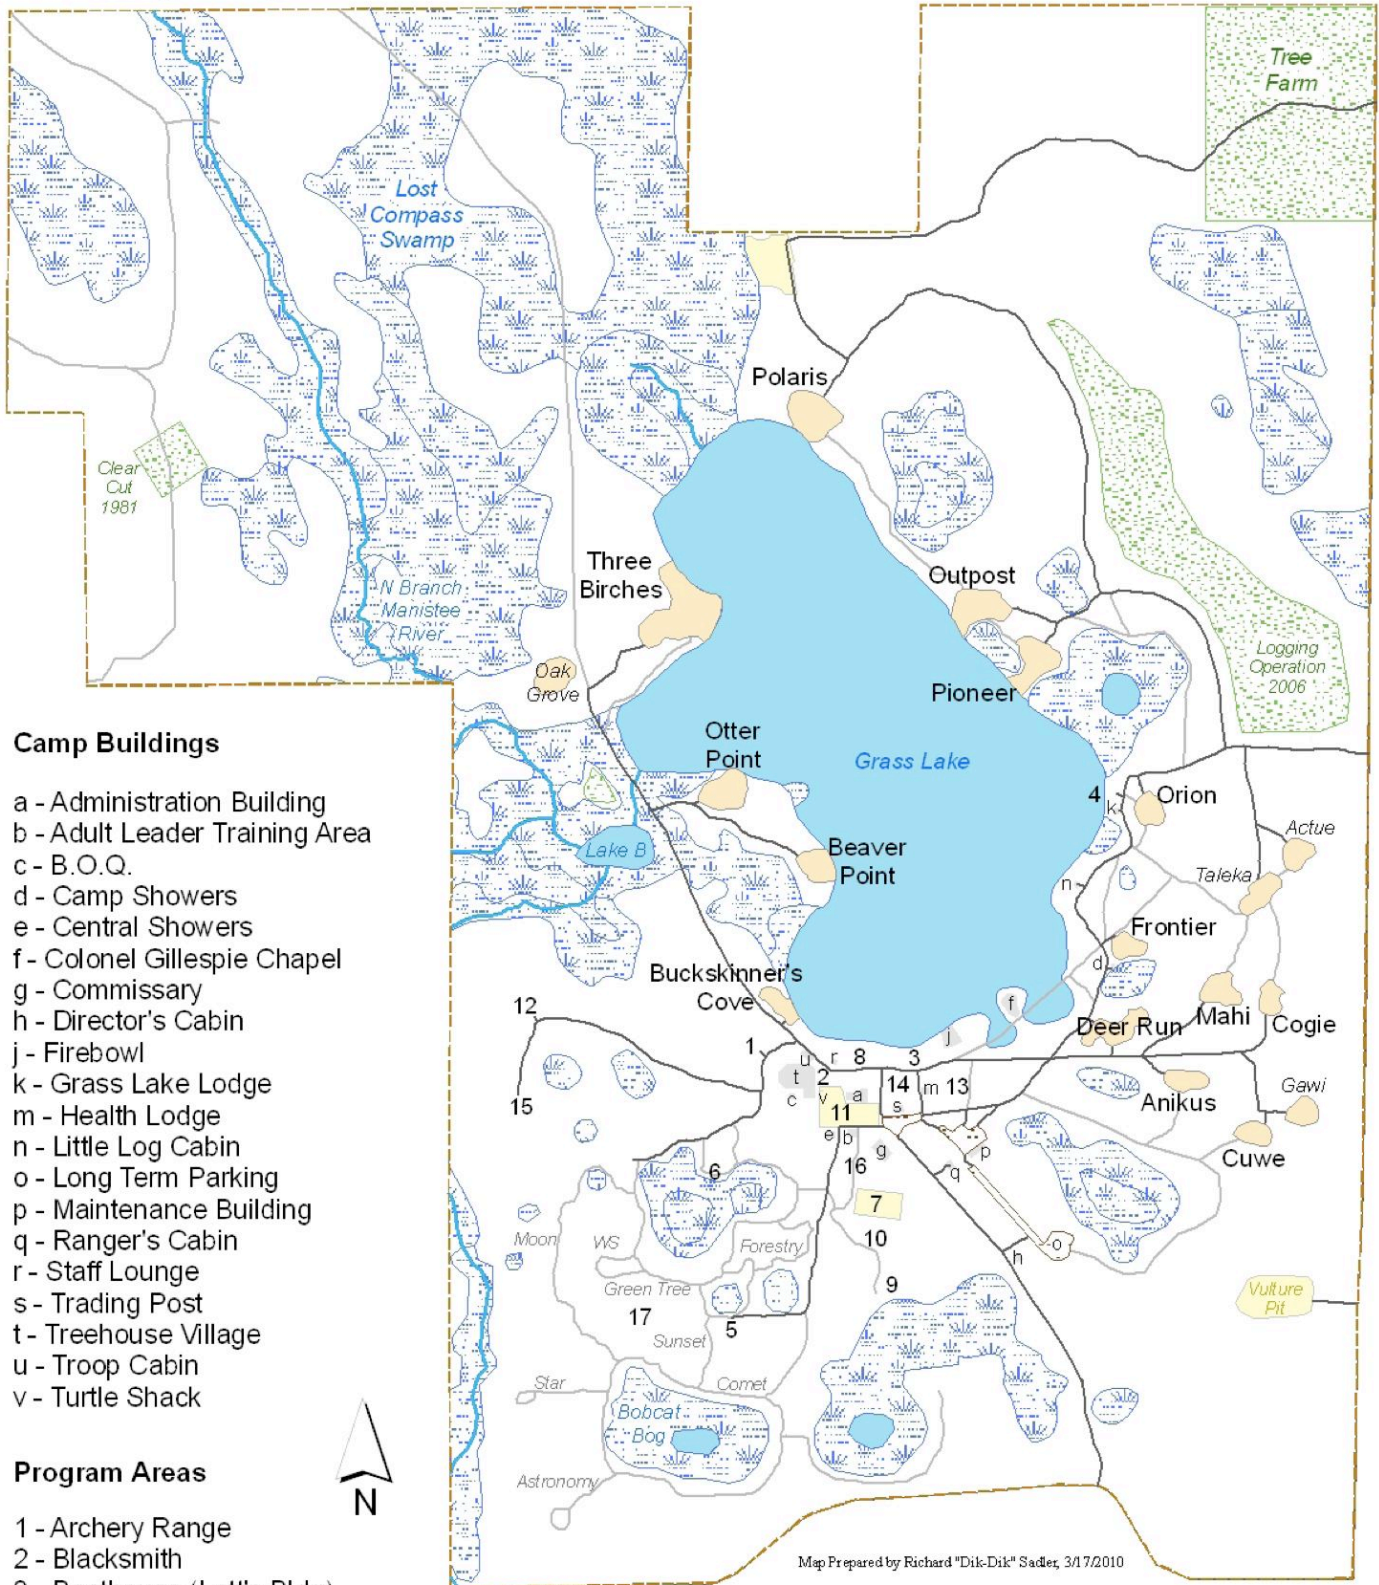 Tree
Farm
Lost
Compass
Swamp
Polaris
Clear
Cut
1981
Three
Birches
Outpost
N Branch
Manistee
River
Logging
Operation
2006
Oak
Grove
Pioneer
Otter
Point
Grass Lake
4
k
Orion
Actue
Lake B
Beaver
Point
Taleka
n
Frontier
d
Buckskinner's
Cove
f
12
Deer Run
Mahi
Cogie
j
1
u
r
8
3
t
2
14
m
13
15
c
v
a
s
Anikus
Gawi
11
e
b
g
16
p
Cuwe
6
q
7
Moon
WS
Forestry
10
o
h
Green Tree
9
Vulture
Pit
17
Sunset
5
Star
Comet
Bobcat
Bog
Astronomy
Camp Buildings
a - Administration Building
b - Adult Leader Training Area
c - B.O.Q.
d - Camp Showers
e - Central Showers
f - Colonel Gillespie Chapel
g - Commissary
h - Director's Cabin
j - Firebowl
k - Grass Lake Lodge
m - Health Lodge
n - Little Log Cabin
o - Long Term Parking
p - Maintenance Building
q - Ranger's Cabin
r - Staff Lounge
s - Trading Post
t - Treehouse Village
u - Troop Cabin
v - Turtle Shack
Program Areas
N
1 - Archery Range
2 - Blacksmith
Map Prepared by Richard "Dik-Dik" Sadler, 3/17/2010